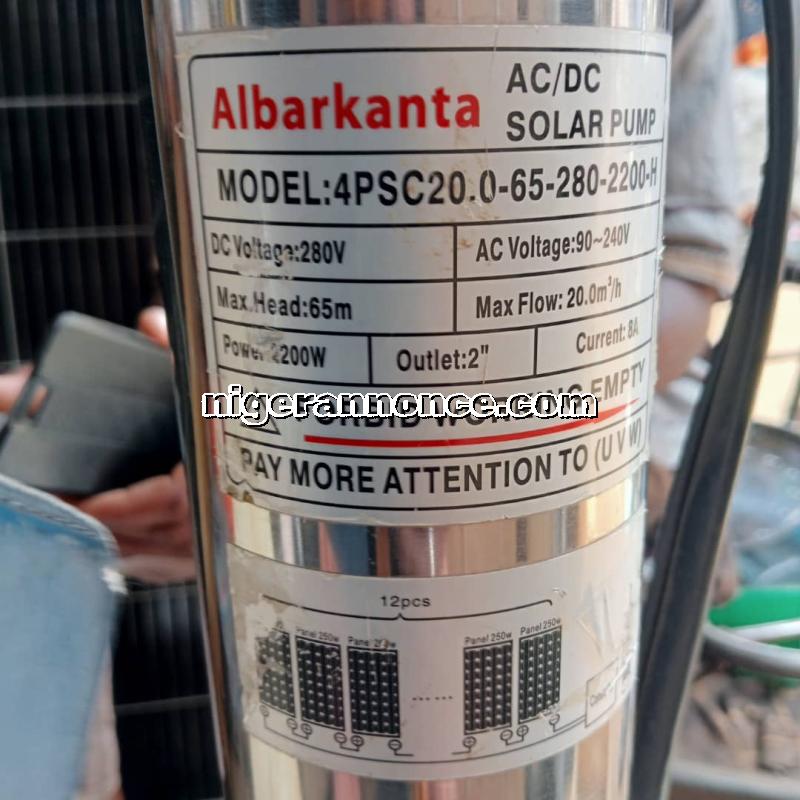 Albarkanta
AC/DC
SOLAR PUMP
MODEL:4PSC20.0-65-280-2200-H
DC Voltage:280V
AC Voltage:90~240V
Max.Head:65m
Max Flow: 20.0m³/h
Power:2200W
Outlet:2"
Current: 8A
nigerannonce.com
FORBID EMPTY
PAY MORE ATTENTION TO (U V W)
12pcs
Panel 250w
Panel 250w
Panel 250w
Panel 250w